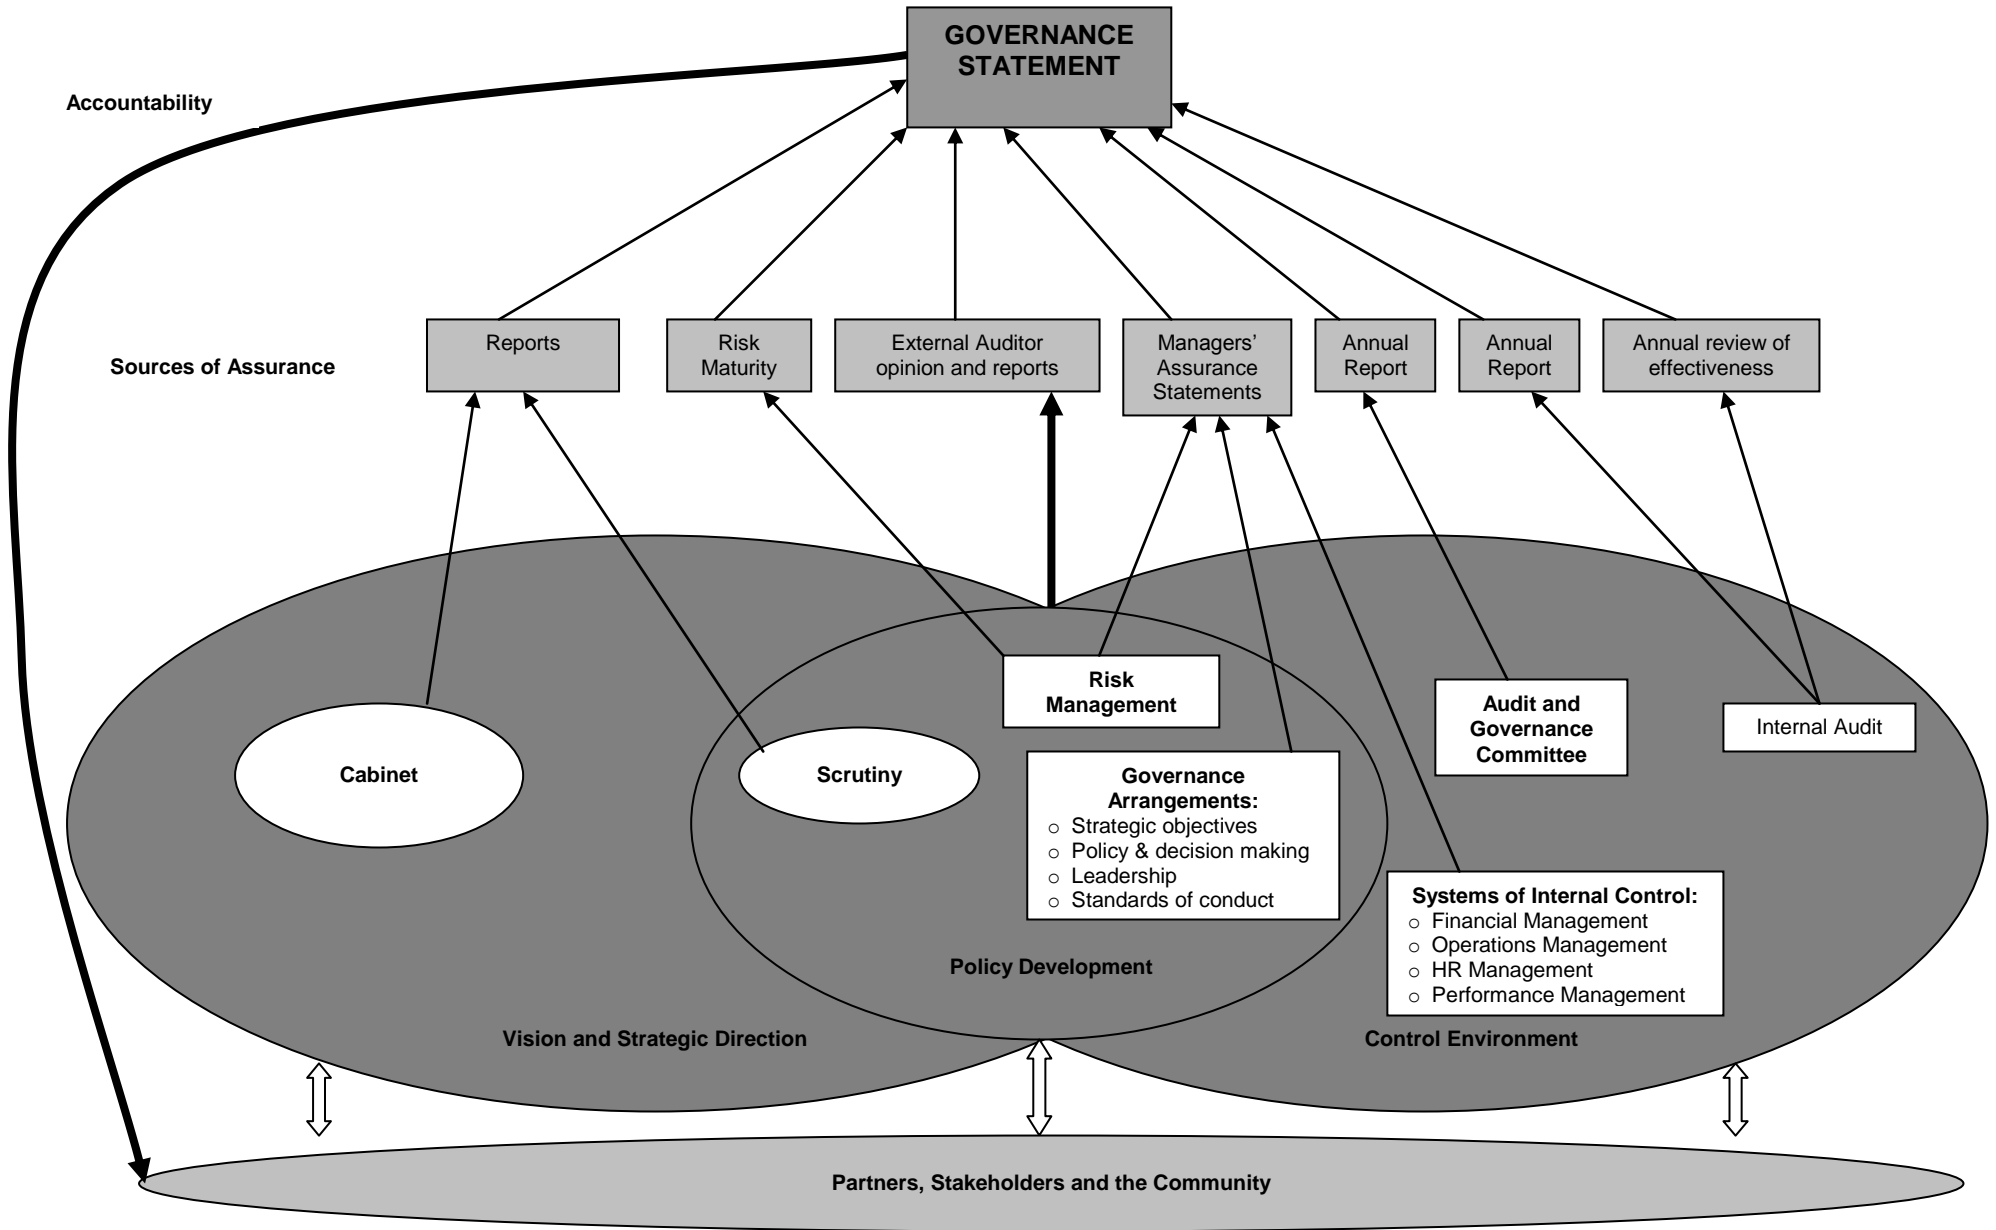 GOVERNANCE
STATEMENT
Accountability
Sources of Assurance
Reports
Risk
Maturity
External Auditor
opinion and reports
Managers’
Assurance
Statements
Annual
Report
Annual
Report
Annual review of
effectiveness
Cabinet
Scrutiny
Risk
Management
Governance
Arrangements:
○ Strategic objectives
○ Policy & decision making
○ Leadership
○ Standards of conduct
Audit and
Governance
Committee
Internal Audit
Systems of Internal Control:
○ Financial Management
○ Operations Management
○ HR Management
○ Performance Management
Policy Development
Vision and Strategic Direction
Control Environment
Partners, Stakeholders and the Community